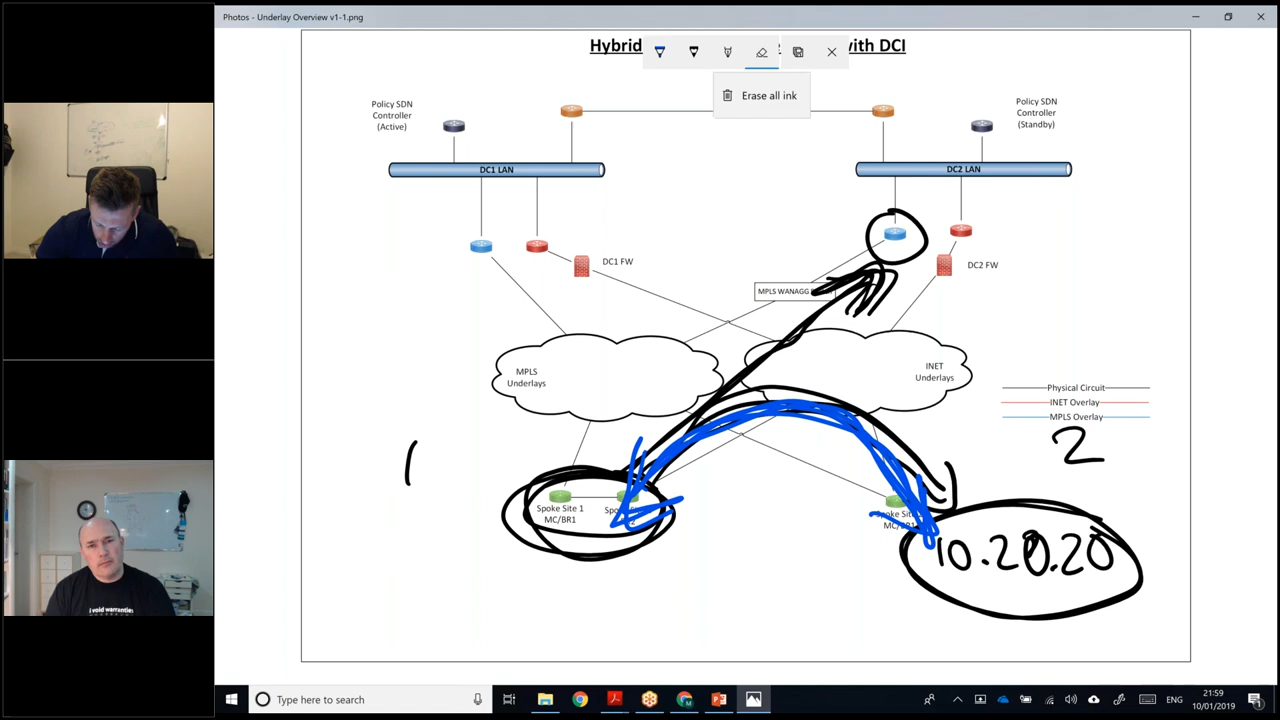 Photos - Underlay Overview v1-1.png
Hybrid with DCI
Erase all ink
Policy SDN
Controller
(Active)
Policy SDN
Controller
(Standby)
DC1 LAN
DC2 LAN
DC1 FW
DC2 FW
MPLS WANAGG
MPLS
Underlays
INET
Underlays
Physical Circuit
INET Overlay
MPLS Overlay
1
2
Spoke Site 1
MC/BR1
10.20.20
i void warranties
Type here to search
ENG
21:59
10/01/2019